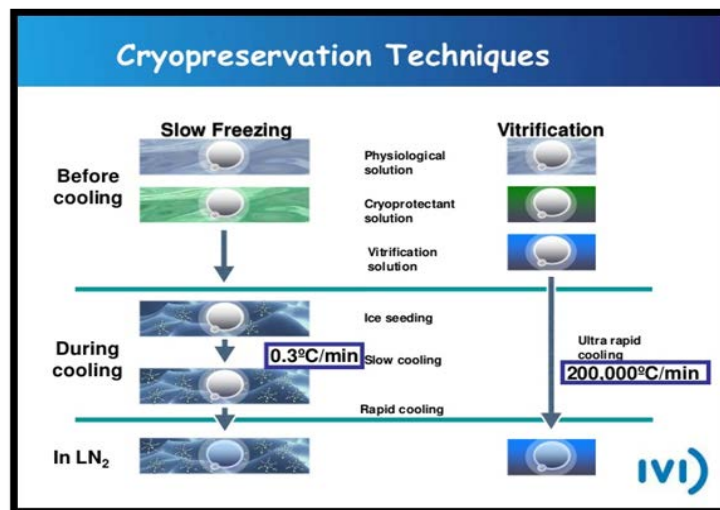 Cryopreservation Techniques
Slow Freezing
Vitrification
Before
cooling
Physiological
solution
Cryoprotectant
solution
Vitrification
solution
Ice seeding
During
cooling
0.3ºC/min
Slow cooling
Ultra rapid
cooling
200.000ºC/min
Rapid cooling
In LN2
IVI